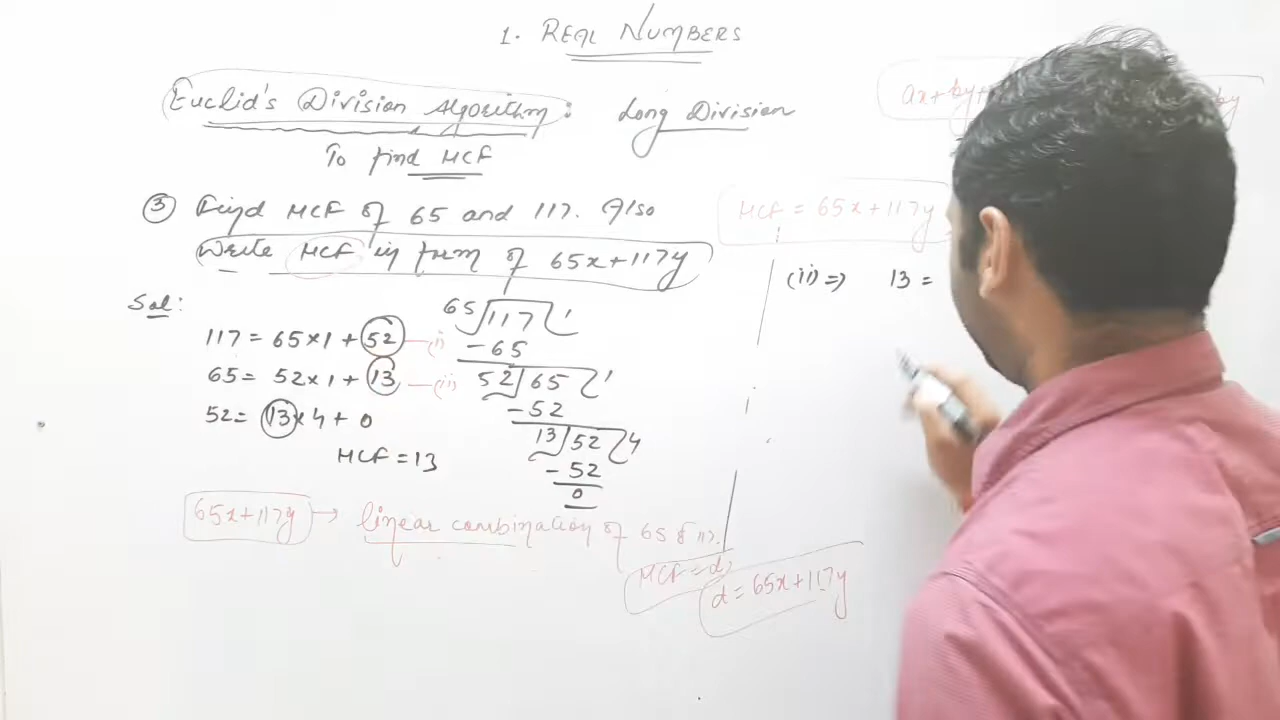 1. REAL NUMBERS
Euclid's Division Algorithm: Long Division
To find HCF
ax+by
by
③ Find HCF of 65 and 117. Also
Write HCF in form of 65x+117y
HCF = 65x+117y
Sol:
117 = 65×1 + 52 —(i)
65 = 52×1 + 13 —(ii)
52 = 13×4 + 0
HCF = 13
65 117 1
-65
52 65 1
-52
13 52 4
-52
0
(ii) ⇒ 13 =
65x+117y → linear combination of 65 & 117.
HCF = d,
d = 65x+117y